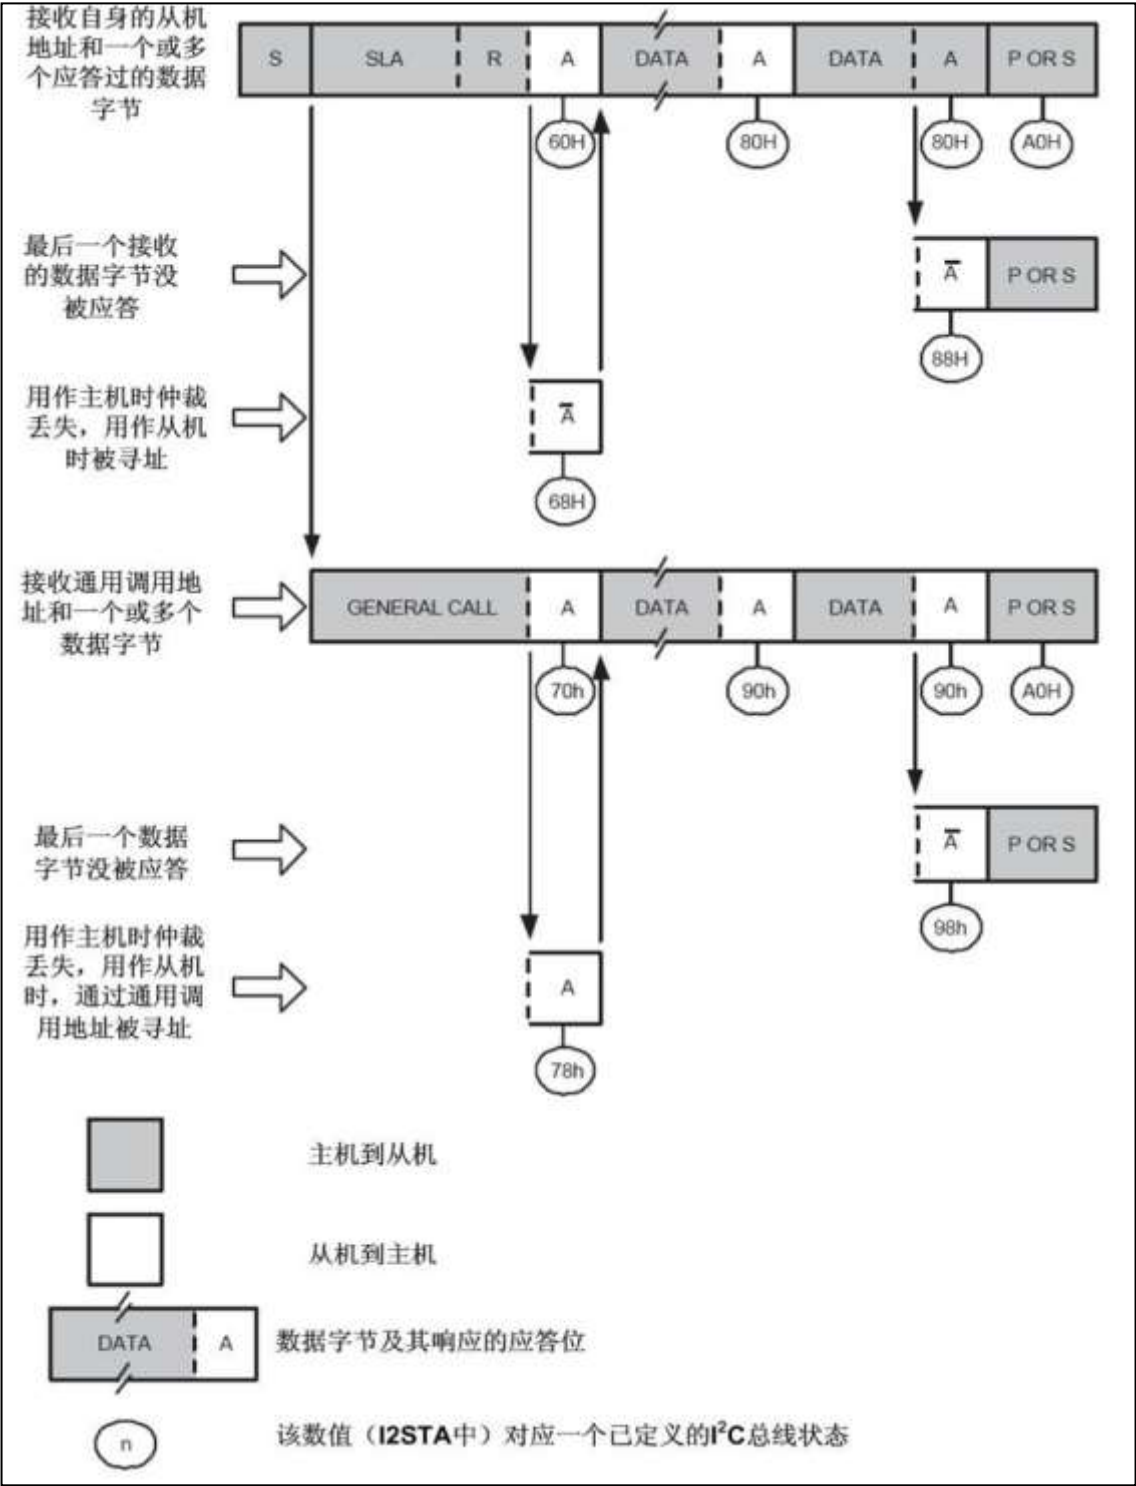 接收自身的从机
地址和一个或多
个应答过的数据
字节
S SLA R A DATA A DATA A P OR S
60H 80H 80H A0H
最后一个接收
的数据字节没
被应答
Ā P OR S
88H
用作主机时仲裁
丢失，用作从机
时被寻址
Ā
68H
接收通用调用地
址和一个或多个
数据字节
GENERAL CALL A DATA A DATA A P OR S
70h 90h 90h A0H
最后一个数据
字节没被应答
Ā P OR S
98h
用作主机时仲裁
丢失，用作从机
时，通过通用调
用地址被寻址
A
78h
主机到从机
从机到主机
DATA A 数据字节及其响应的应答位
n 该数值（I2STA中）对应一个已定义的I²C总线状态